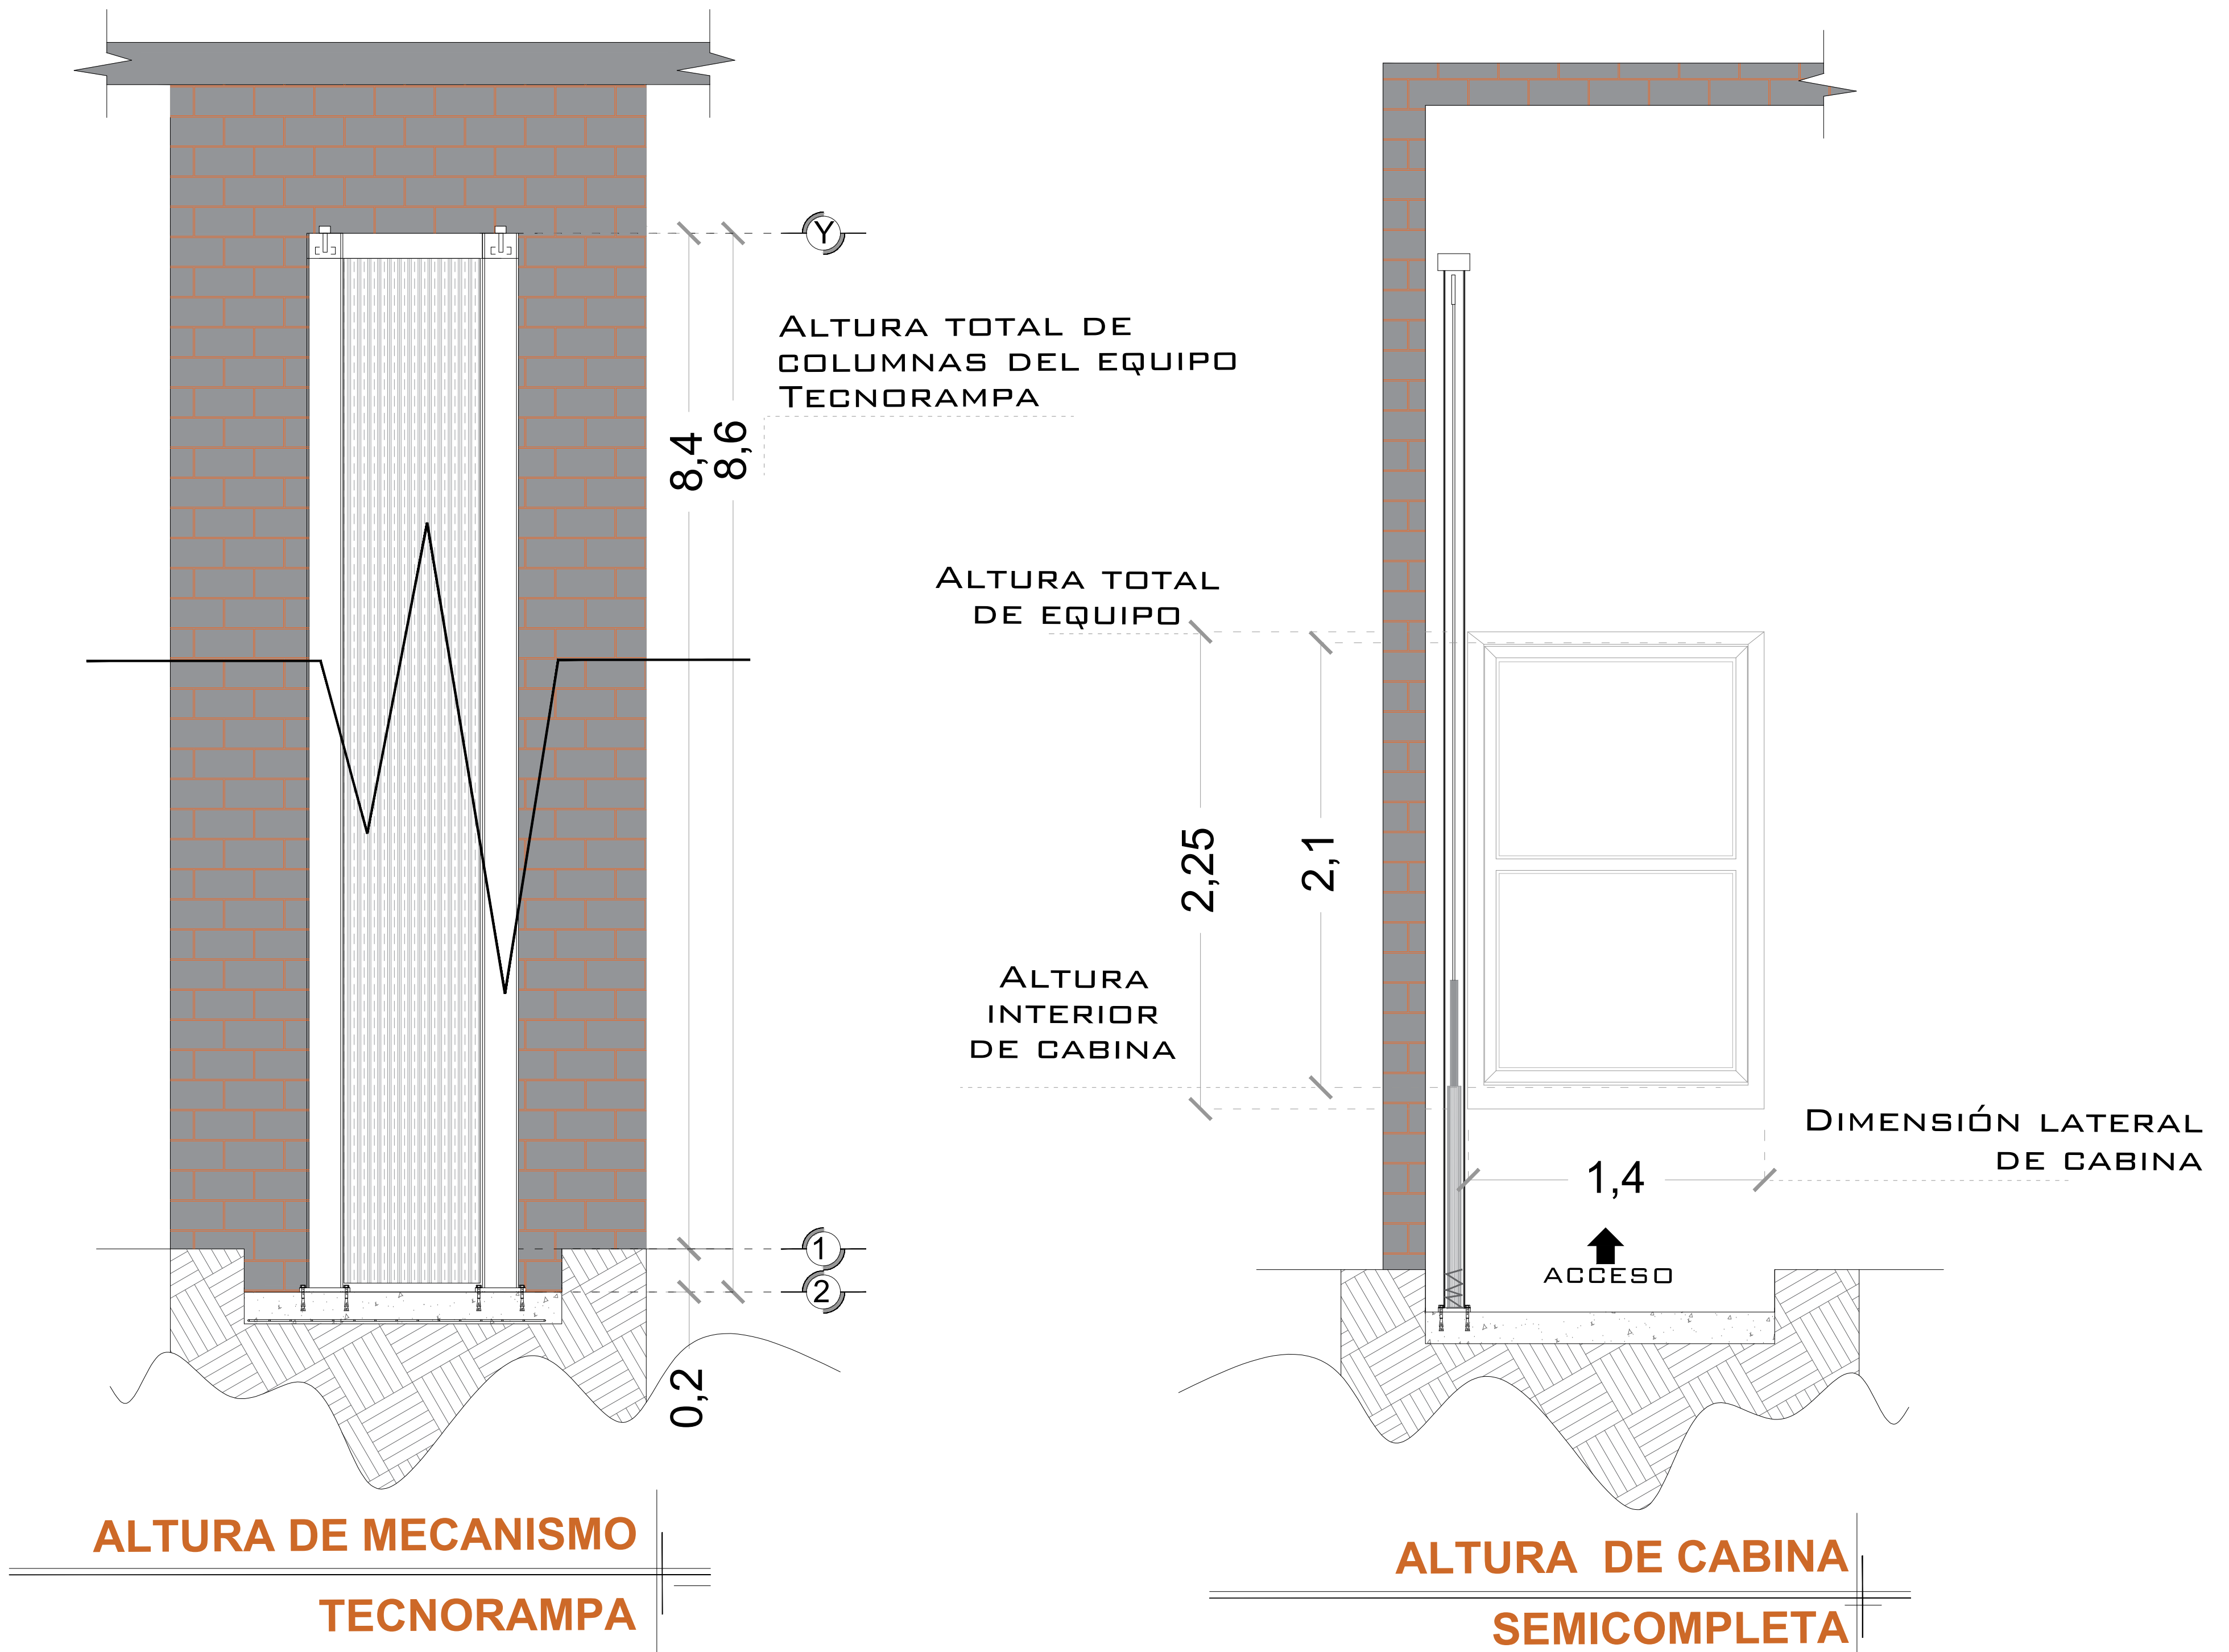 Y
ALTURA TOTAL DE
COLUMNAS DEL EQUIPO
TECNORAMPA
8,4
8,6
1
2
0,2
ALTURA DE MECANISMO
TECNORAMPA
ALTURA TOTAL
DE EQUIPO
2,25
2,1
ALTURA
INTERIOR
DE CABINA
DIMENSIÓN LATERAL
DE CABINA
1,4
ACCESO
ALTURA DE CABINA
SEMICOMPLETA